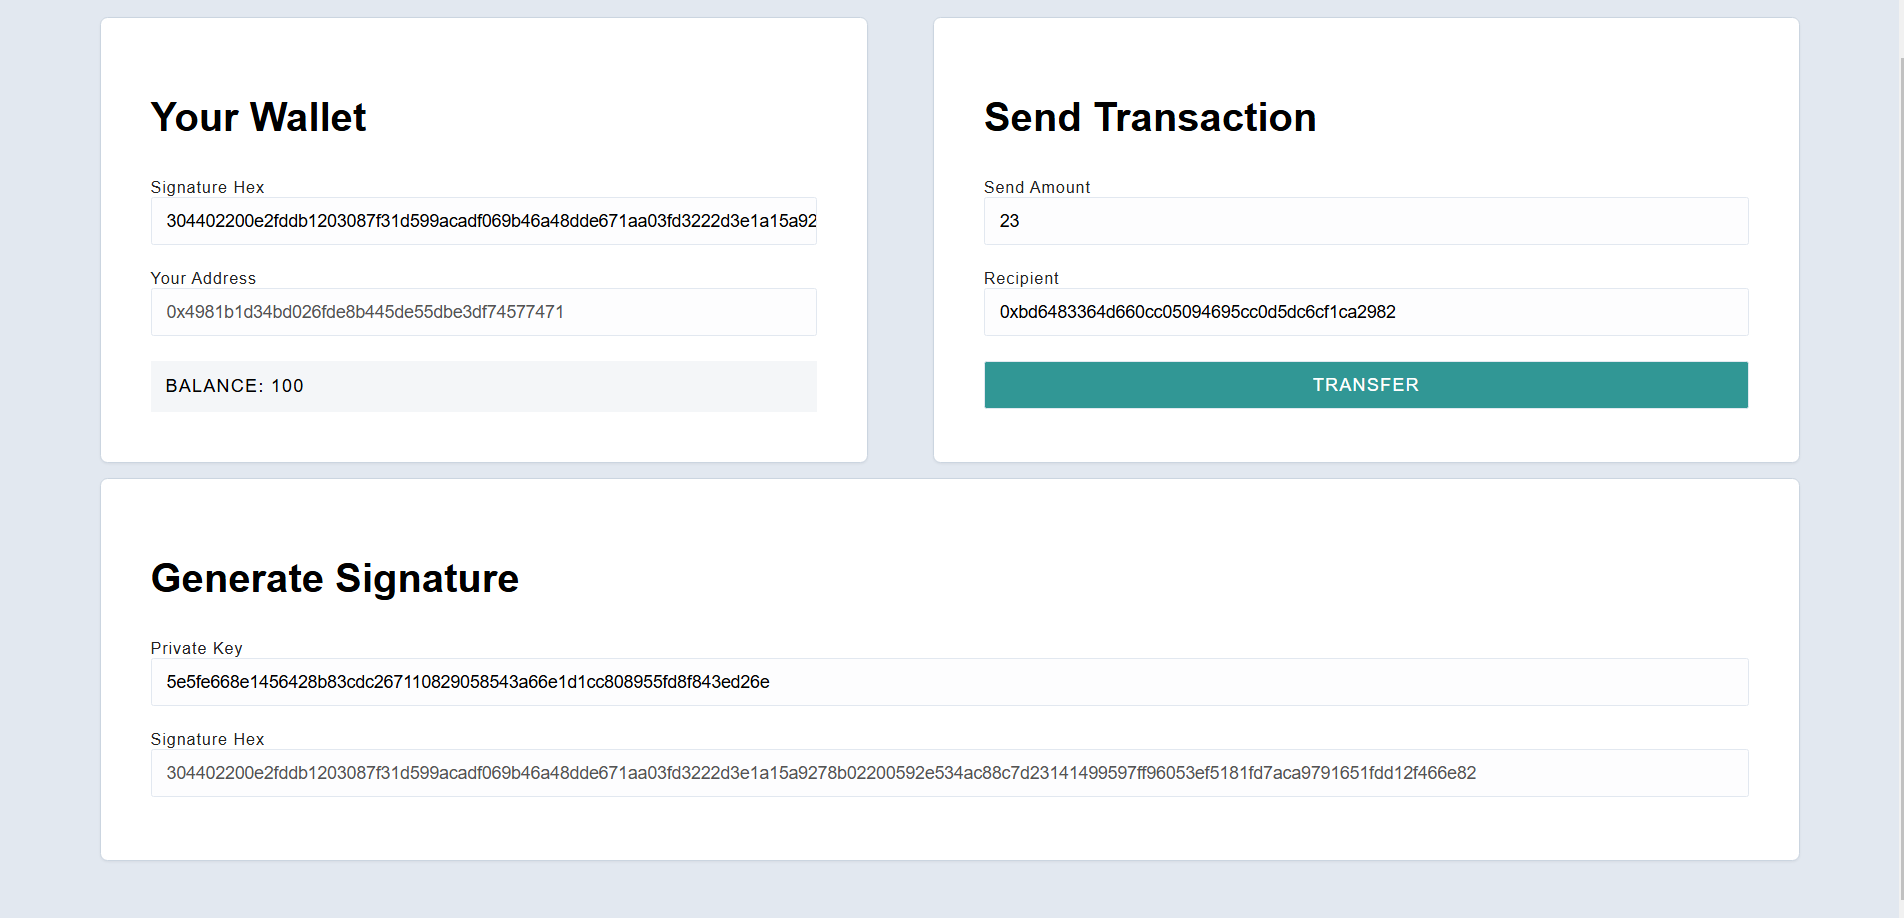 Your Wallet
Signature Hex
304402200e2fddb1203087f31d599acadf069b46a48dde671aa03fd3222d3e1a15a92
Your Address
0x4981b1d34bd026fde8b445de55dbe3df74577471
BALANCE: 100
Send Transaction
Send Amount
23
Recipient
0xbd6483364d660cc05094695cc0d5dc6cf1ca2982
TRANSFER
Generate Signature
Private Key
5e5fe668e1456428b83cdc267110829058543a66e1d1cc808955fd8f843ed26e
Signature Hex
304402200e2fddb1203087f31d599acadf069b46a48dde671aa03fd3222d3e1a15a9278b02200592e534ac88c7d23141499597ff96053ef5181fd7aca9791651fdd12f466e82